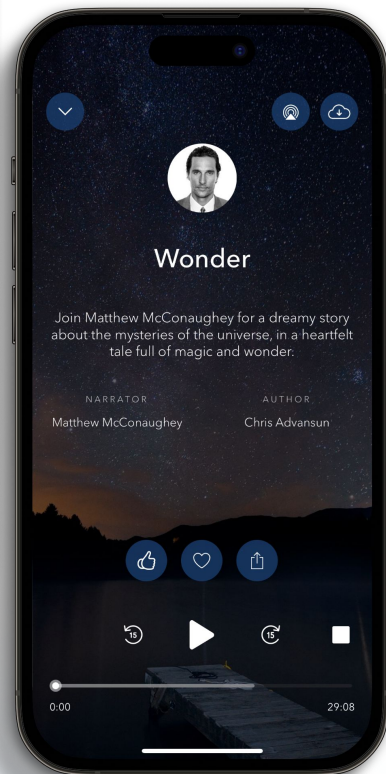 Wonder
Join Matthew McConaughey for a dreamy story
about the mysteries of the universe, in a heartfelt
tale full of magic and wonder.
NARRATOR
Matthew McConaughey
AUTHOR
Chris Advansun
15
15
0:00
29:08